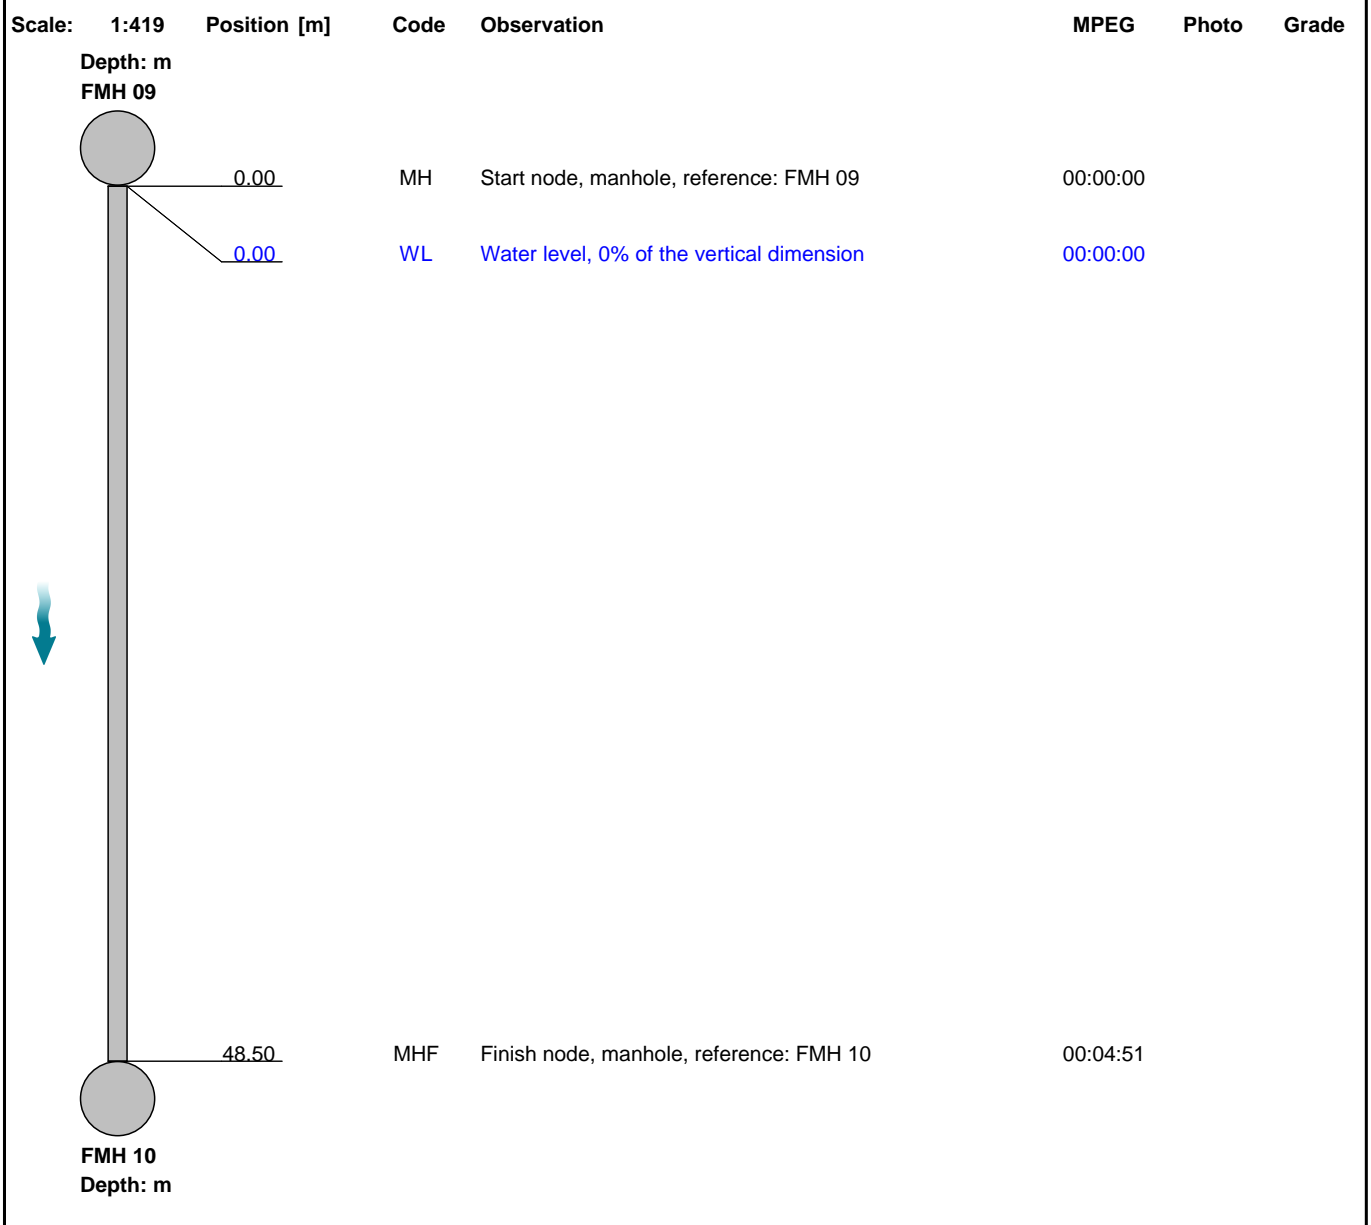 Scale: 1:419 Position [m] Code Observation MPEG Photo Grade
Depth: m
FMH 09
0.00 MH Start node, manhole, reference: FMH 09 00:00:00
0.00 WL Water level, 0% of the vertical dimension 00:00:00
48.50 MHF Finish node, manhole, reference: FMH 10 00:04:51
FMH 10
Depth: m